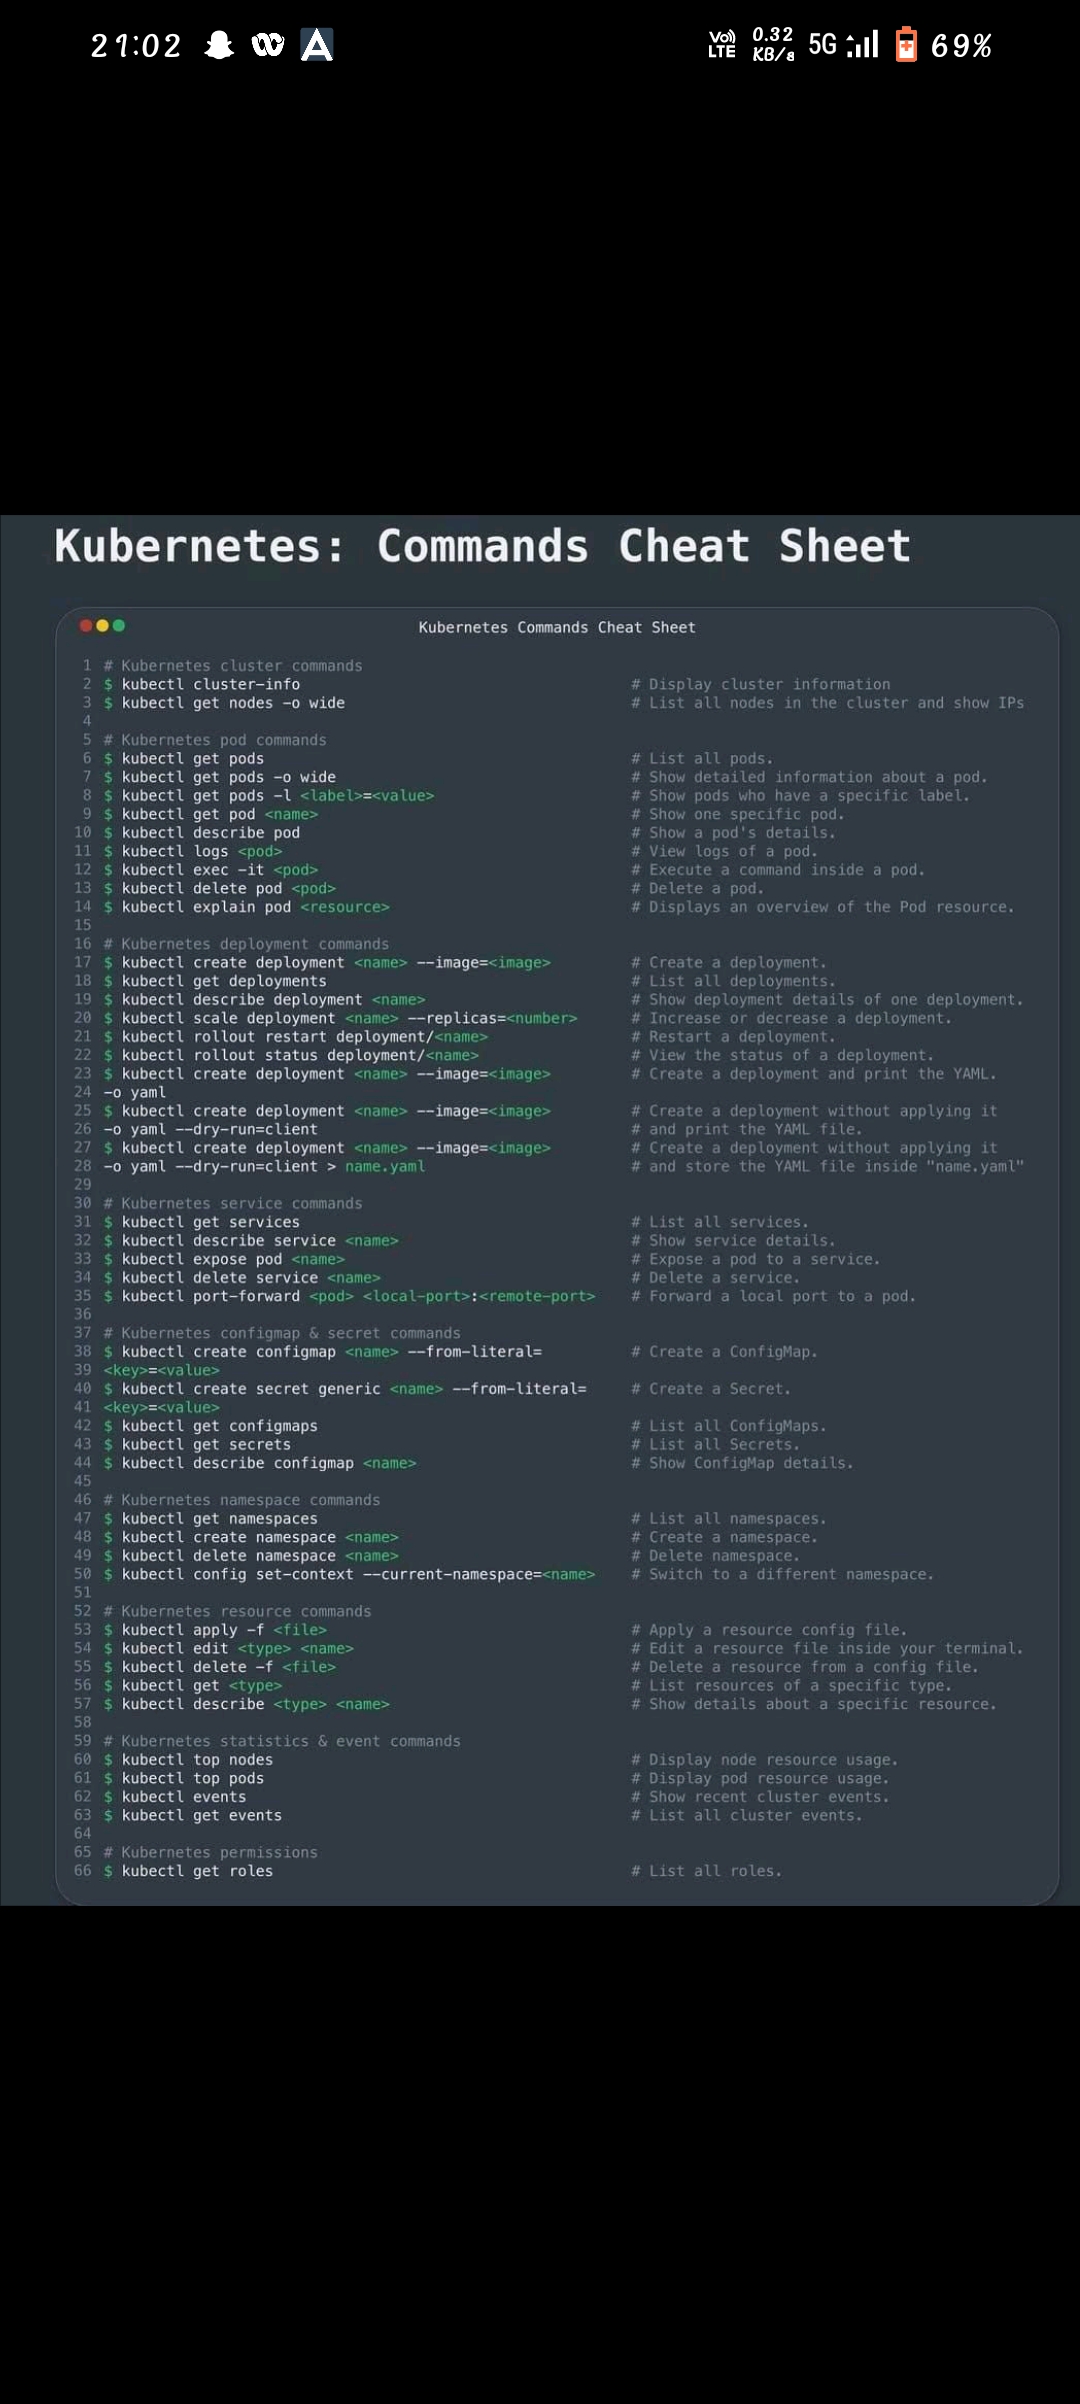 21:02
Vo)) LTE 0.32 KB/s 5G 69%
Kubernetes: Commands Cheat Sheet
Kubernetes Commands Cheat Sheet
1 # Kubernetes cluster commands
2 $ kubectl cluster-info # Display cluster information
3 $ kubectl get nodes -o wide # List all nodes in the cluster and show IPs
4
5 # Kubernetes pod commands
6 $ kubectl get pods # List all pods.
7 $ kubectl get pods -o wide # Show detailed information about a pod.
8 $ kubectl get pods -l <label>=<value> # Show pods who have a specific label.
9 $ kubectl get pod <name> # Show one specific pod.
10 $ kubectl describe pod # Show a pod's details.
11 $ kubectl logs <pod> # View logs of a pod.
12 $ kubectl exec -it <pod> # Execute a command inside a pod.
13 $ kubectl delete pod <pod> # Delete a pod.
14 $ kubectl explain pod <resource> # Displays an overview of the Pod resource.
15
16 # Kubernetes deployment commands
17 $ kubectl create deployment <name> --image=<image> # Create a deployment.
18 $ kubectl get deployments # List all deployments.
19 $ kubectl describe deployment <name> # Show deployment details of one deployment.
20 $ kubectl scale deployment <name> --replicas=<number> # Increase or decrease a deployment.
21 $ kubectl rollout restart deployment/<name> # Restart a deployment.
22 $ kubectl rollout status deployment/<name> # View the status of a deployment.
23 $ kubectl create deployment <name> --image=<image> # Create a deployment and print the YAML.
24 -o yaml
25 $ kubectl create deployment <name> --image=<image> # Create a deployment without applying it
26 -o yaml --dry-run=client # and print the YAML file.
27 $ kubectl create deployment <name> --image=<image> # Create a deployment without applying it
28 -o yaml --dry-run=client > name.yaml # and store the YAML file inside "name.yaml"
29
30 # Kubernetes service commands
31 $ kubectl get services # List all services.
32 $ kubectl describe service <name> # Show service details.
33 $ kubectl expose pod <name> # Expose a pod to a service.
34 $ kubectl delete service <name> # Delete a service.
35 $ kubectl port-forward <pod> <local-port>:<remote-port> # Forward a local port to a pod.
36
37 # Kubernetes configmap & secret commands
38 $ kubectl create configmap <name> --from-literal= # Create a ConfigMap.
39 <key>=<value>
40 $ kubectl create secret generic <name> --from-literal= # Create a Secret.
41 <key>=<value>
42 $ kubectl get configmaps # List all ConfigMaps.
43 $ kubectl get secrets # List all Secrets.
44 $ kubectl describe configmap <name> # Show ConfigMap details.
45
46 # Kubernetes namespace commands
47 $ kubectl get namespaces # List all namespaces.
48 $ kubectl create namespace <name> # Create a namespace.
49 $ kubectl delete namespace <name> # Delete namespace.
50 $ kubectl config set-context --current-namespace=<name> # Switch to a different namespace.
51
52 # Kubernetes resource commands
53 $ kubectl apply -f <file> # Apply a resource config file.
54 $ kubectl edit <type> <name> # Edit a resource file inside your terminal.
55 $ kubectl delete -f <file> # Delete a resource from a config file.
56 $ kubectl get <type> # List resources of a specific type.
57 $ kubectl describe <type> <name> # Show details about a specific resource.
58
59 # Kubernetes statistics & event commands
60 $ kubectl top nodes # Display node resource usage.
61 $ kubectl top pods # Display pod resource usage.
62 $ kubectl events # Show recent cluster events.
63 $ kubectl get events # List all cluster events.
64
65 # Kubernetes permissions
66 $ kubectl get roles # List all roles.